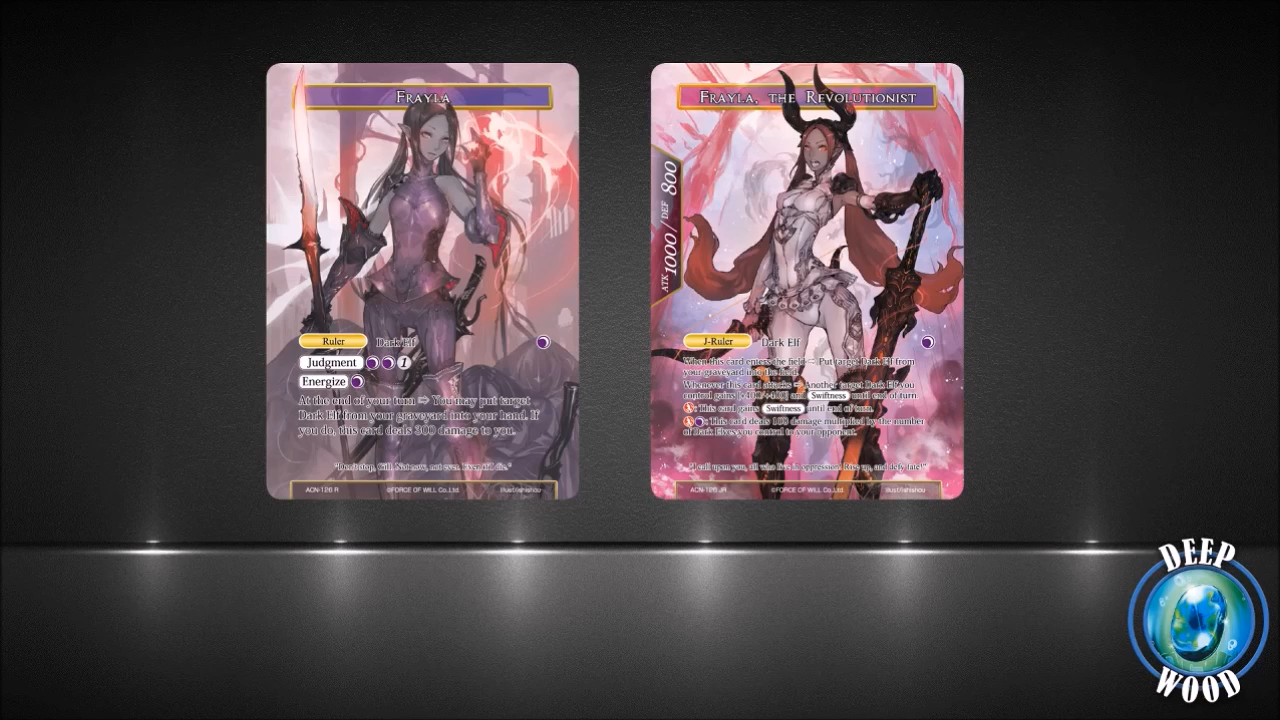 FRAYLA
Ruler Dark Elf
Judgment 1
Energize
At the end of your turn ⇨ You may put target
Dark Elf from your graveyard into your hand. If
you do, this card deals 300 damage to you.
"Don't stop, Gill. Not now, not ever. Even if I die."
ACN-126 R ©FORCE OF WILL Co.,Ltd. illust/ishishou
FRAYLA, THE REVOLUTIONIST
ATK 1000 / DEF 800
J-Ruler Dark Elf
When this card enters the field ⇨ Put target Dark Elf from
your graveyard into the field.
Whenever this card attacks ⇨ Another target Dark Elf you
control gains [+400/+400] and Swiftness until end of turn
: This card gains Swiftness until end of turn.
: This card deals 100 damage multiplied by the number
of Dark Elves you control to your opponent.
"I call upon you, all who live in oppression! Rise up, and defy fate!"
ACN-126 JR ©FORCE OF WILL Co.,Ltd. illust/ishishou
DEEP
WOOD